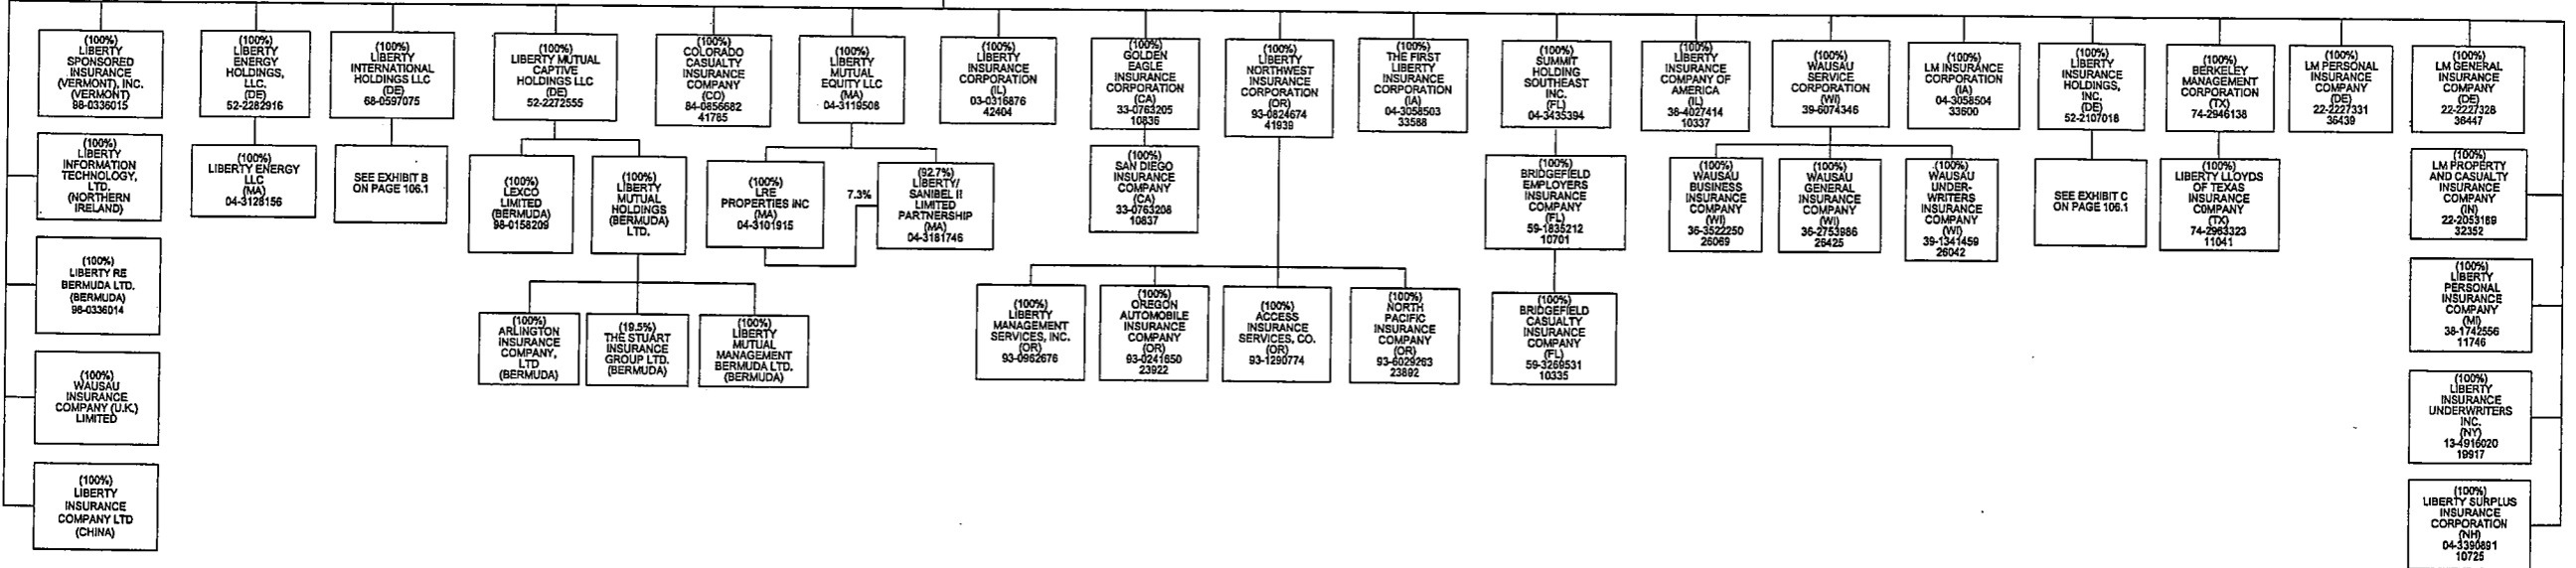 (100%)
LIBERTY
SPONSORED
INSURANCE
(VERMONT), INC.
(VERMONT)
98-0336015
(100%)
LIBERTY
ENERGY
HOLDINGS,
LLC.
(DE)
52-2282916
(100%)
LIBERTY
INTERNATIONAL
HOLDINGS LLC
(DE)
68-0597075
(100%)
LIBERTY MUTUAL
CAPTIVE
HOLDINGS LLC
(DE)
52-2272555
(100%)
COLORADO
CASUALTY
INSURANCE
COMPANY
(CO)
84-0856682
41785
(100%)
LIBERTY
MUTUAL
EQUITY LLC
(MA)
04-3119508
(100%)
LIBERTY
INSURANCE
CORPORATION
(IL)
03-0316876
42404
(100%)
GOLDEN
EAGLE
INSURANCE
CORPORATION
(CA)
33-0763205
10836
(100%)
LIBERTY
NORTHWEST
INSURANCE
CORPORATION
(OR)
93-0824674
41939
(100%)
THE FIRST
LIBERTY
INSURANCE
CORPORATION
(IA)
04-3058503
33588
(100%)
SUMMIT
HOLDING
SOUTHEAST
INC.
(FL)
04-3435394
(100%)
LIBERTY
INSURANCE
COMPANY OF
AMERICA
(IL)
36-4027414
10337
(100%)
WAUSAU
SERVICE
CORPORATION
(WI)
39-6074346
(100%)
LM INSURANCE
CORPORATION
(IA)
04-3058504
33600
(100%)
LIBERTY
INSURANCE
HOLDINGS,
INC.
(DE)
52-2107018
(100%)
BERKELEY
MANAGEMENT
CORPORATION
(TX)
74-2946138
(100%)
LM PERSONAL
INSURANCE
COMPANY
(DE)
22-2227331
36439
(100%)
LM GENERAL
INSURANCE
COMPANY
(DE)
22-2227328
36447
(100%)
LIBERTY
INFORMATION
TECHNOLOGY,
LTD.
(NORTHERN
IRELAND)
(100%)
LIBERTY ENERGY
LLC
(MA)
04-3128156
SEE EXHIBIT B
ON PAGE 106.1
(100%)
LEXCO
LIMITED
(BERMUDA)
98-0158209
(100%)
LIBERTY
MUTUAL
HOLDINGS
(BERMUDA)
LTD.
(100%)
LRE
PROPERTIES INC
(MA)
04-3101915
7.3%
(92.7%)
LIBERTY/
SANIBEL II
LIMITED
PARTNERSHIP
(MA)
04-3181746
(100%)
SAN DIEGO
INSURANCE
COMPANY
(CA)
33-0763208
10837
(100%)
BRIDGEFIELD
EMPLOYERS
INSURANCE
COMPANY
(FL)
59-1835212
10701
(100%)
WAUSAU
BUSINESS
INSURANCE
COMPANY
(WI)
36-3522250
26069
(100%)
WAUSAU
GENERAL
INSURANCE
COMPANY
(WI)
36-2753986
26425
(100%)
WAUSAU
UNDER-
WRITERS
INSURANCE
COMPANY
(WI)
39-1341459
26042
SEE EXHIBIT C
ON PAGE 106.1
(100%)
LIBERTY LLOYDS
OF TEXAS
INSURANCE
COMPANY
(TX)
74-2963323
11041
(100%)
LM PROPERTY
AND CASUALTY
INSURANCE
COMPANY
(IN)
22-2053189
32352
(100%)
LIBERTY RE
BERMUDA LTD.
(BERMUDA)
98-0336014
(100%)
LIBERTY
PERSONAL
INSURANCE
COMPANY
(MI)
38-1742556
11746
(100%)
ARLINGTON
INSURANCE
COMPANY,
LTD
(BERMUDA)
(19.5%)
THE STUART
INSURANCE
GROUP LTD.
(BERMUDA)
(100%)
LIBERTY
MUTUAL
MANAGEMENT
BERMUDA LTD.
(BERMUDA)
(100%)
LIBERTY
MANAGEMENT
SERVICES, INC.
(OR)
93-0962676
(100%)
OREGON
AUTOMOBILE
INSURANCE
COMPANY
(OR)
93-0241650
23922
(100%)
ACCESS
INSURANCE
SERVICES, CO.
(OR)
93-1290774
(100%)
NORTH
PACIFIC
INSURANCE
COMPANY
(OR)
93-6029263
23892
(100%)
BRIDGEFIELD
CASUALTY
INSURANCE
COMPANY
(FL)
59-3269531
10335
(100%)
WAUSAU
INSURANCE
COMPANY (U.K.)
LIMITED
(100%)
LIBERTY
INSURANCE
UNDERWRITERS
INC.
(NY)
13-4916020
19917
(100%)
LIBERTY
INSURANCE
COMPANY LTD
(CHINA)
(100%)
LIBERTY SURPLUS
INSURANCE
CORPORATION
(NH)
04-3390891
10725